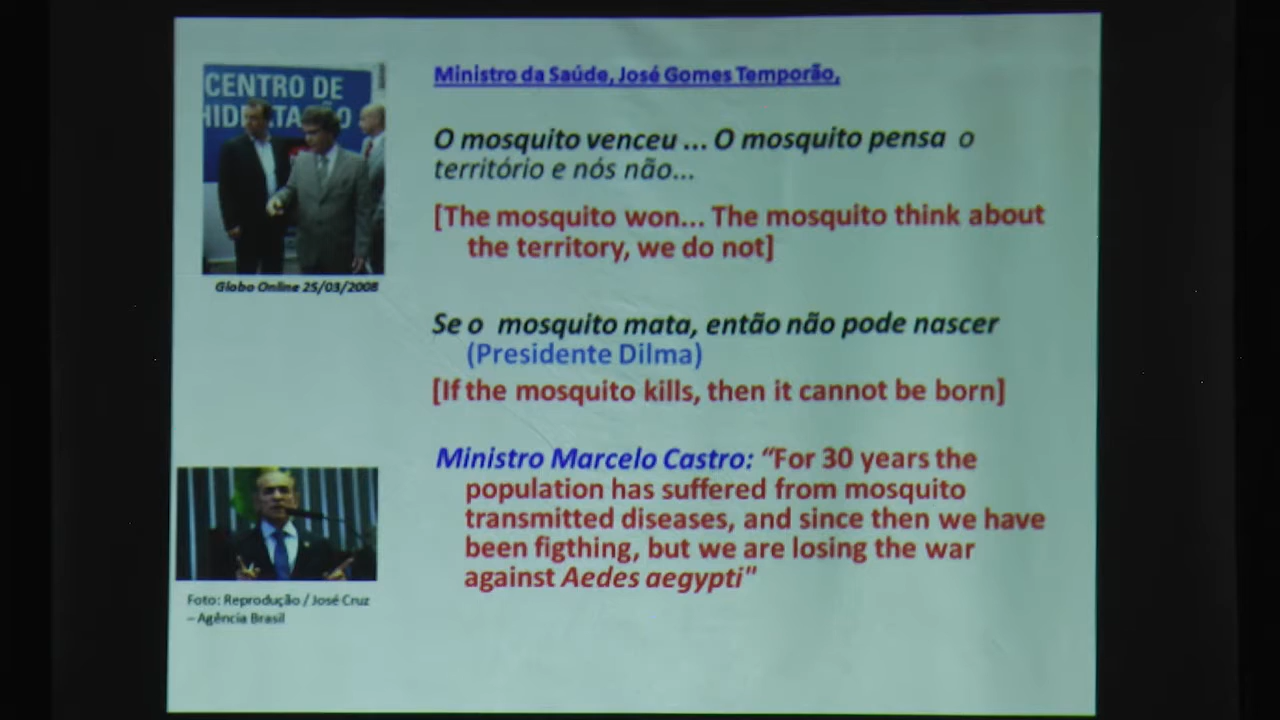 CENTRO DE
HIDRATAÇÃO
Globo Online 25/03/2008
Ministro da Saúde, José Gomes Temporão,
O mosquito venceu ... O mosquito pensa o
território e nós não...
[The mosquito won... The mosquito think about
the territory, we do not]
Se o mosquito mata, então não pode nascer
(Presidente Dilma)
[If the mosquito kills, then it cannot be born]
Ministro Marcelo Castro: “For 30 years the
population has suffered from mosquito
transmitted diseases, and since then we have
been figthing, but we are losing the war
against Aedes aegypti"
Foto: Reprodução / José Cruz
– Agência Brasil